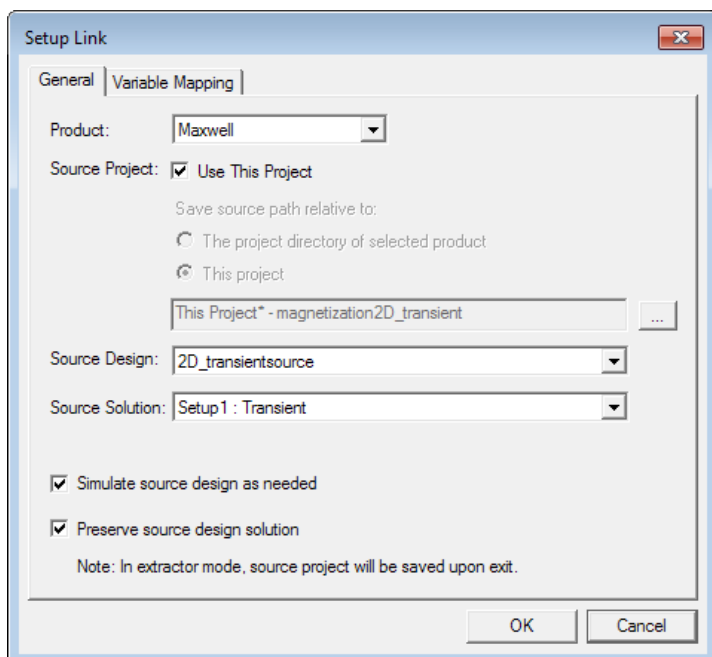 Setup Link
General
Variable Mapping
Product:
Maxwell
Source Project:
Use This Project
Save source path relative to:
The project directory of selected product
This project
This Project* - magnetization2D_transient
...
Source Design:
2D_transientsource
Source Solution:
Setup1 : Transient
Simulate source design as needed
Preserve source design solution
Note: In extractor mode, source project will be saved upon exit.
OK
Cancel